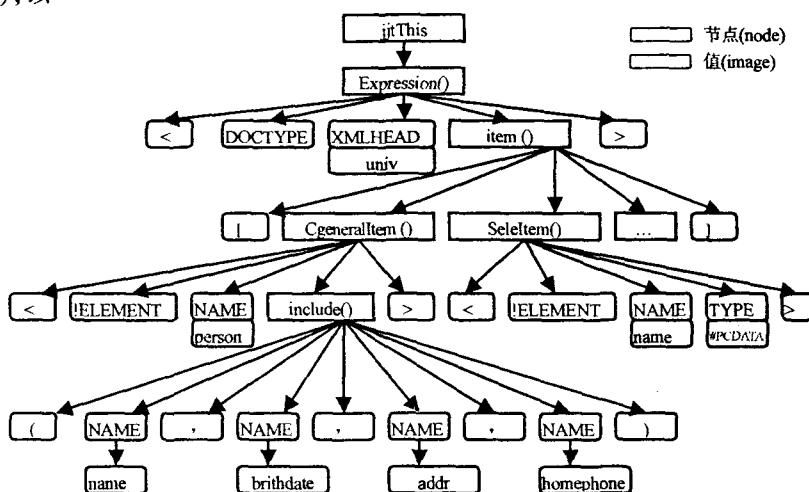 jjtThis
节点(node)
值(image)
Expression()
< DOCTYPE XMLHEAD item () >
univ
[ CgeneralItem () SeleItem() ... ]
< !ELEMENT NAME include() > < !ELEMENT NAME TYPE >
person name #PCDATA
( NAME , NAME , NAME , NAME )
name brithdate addr homephone